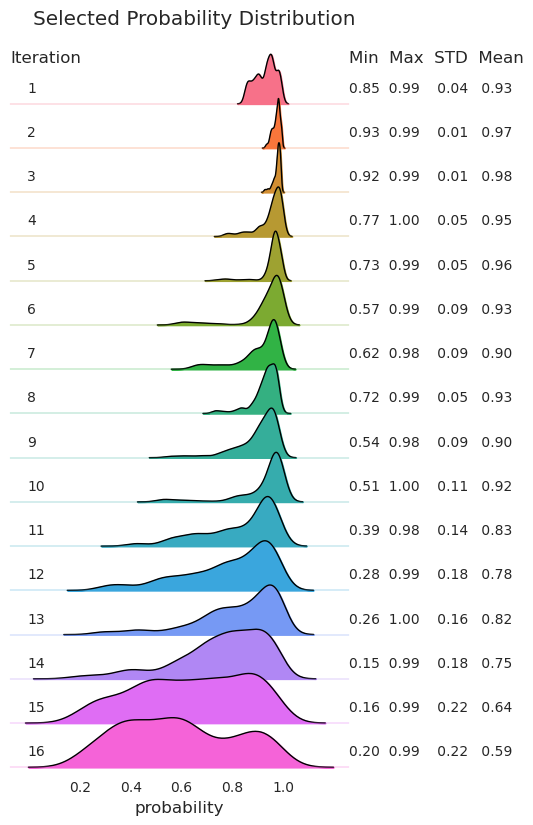 Selected Probability Distribution
Iteration Min Max STD Mean
1 0.85 0.99 0.04 0.93
2 0.93 0.99 0.01 0.97
3 0.92 0.99 0.01 0.98
4 0.77 1.00 0.05 0.95
5 0.73 0.99 0.05 0.96
6 0.57 0.99 0.09 0.93
7 0.62 0.98 0.09 0.90
8 0.72 0.99 0.05 0.93
9 0.54 0.98 0.09 0.90
10 0.51 1.00 0.11 0.92
11 0.39 0.98 0.14 0.83
12 0.28 0.99 0.18 0.78
13 0.26 1.00 0.16 0.82
14 0.15 0.99 0.18 0.75
15 0.16 0.99 0.22 0.64
16 0.20 0.99 0.22 0.59
0.2 0.4 0.6 0.8 1.0
probability